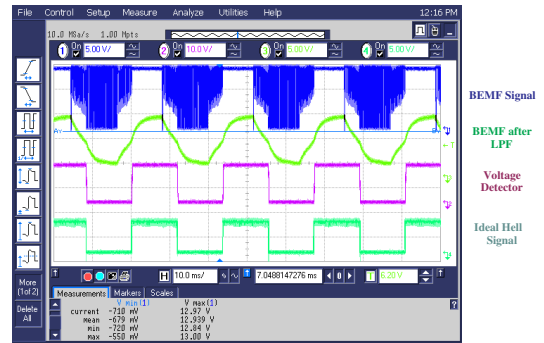 File Control Setup Measure Analyze Utilities Help 12:16 PM
10.0 MSa/s 1.00 Mpts
1 On 5.00 V/ 2 On 10.0 V/ 3 On 5.00 V/ 4 On 5.00 V/
BEMF Signal
BEMF after
LPF
Voltage
Detector
Ideal Hell
Signal
H 10.0 ms/ 7.0488147276 ms 0 T 6.20 V
More
(1of 2)
Delete
All
Measurements Markers Scales
V min(1) V max(1)
current -710 mV 12.97 V
mean -679 mV 12.939 V
min -720 mV 12.84 V
max -550 mV 13.00 V